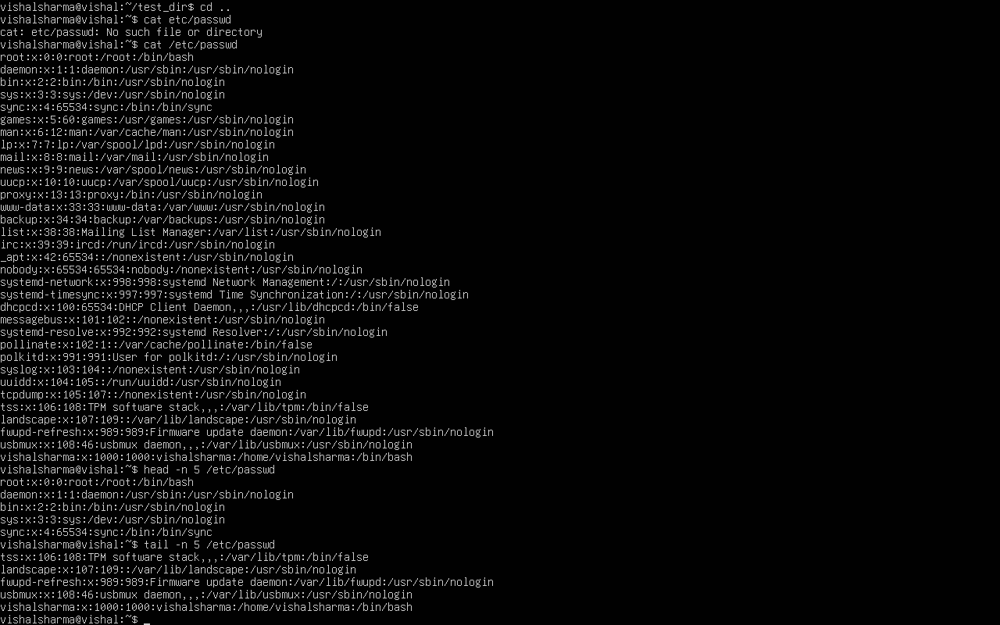 vishalsharma@vishal:~/test_dir$ cd ..
vishalsharma@vishal:~$ cat etc/passwd
cat: etc/passwd: No such file or directory
vishalsharma@vishal:~$ cat /etc/passwd
root:x:0:0:root:/root:/bin/bash
daemon:x:1:1:daemon:/usr/sbin:/usr/sbin/nologin
bin:x:2:2:bin:/bin:/usr/sbin/nologin
sys:x:3:3:sys:/dev:/usr/sbin/nologin
sync:x:4:65534:sync:/bin:/bin/sync
games:x:5:60:games:/usr/games:/usr/sbin/nologin
man:x:6:12:man:/var/cache/man:/usr/sbin/nologin
lp:x:7:7:lp:/var/spool/lpd:/usr/sbin/nologin
mail:x:8:8:mail:/var/mail:/usr/sbin/nologin
news:x:9:9:news:/var/spool/news:/usr/sbin/nologin
uucp:x:10:10:uucp:/var/spool/uucp:/usr/sbin/nologin
proxy:x:13:13:proxy:/bin:/usr/sbin/nologin
www-data:x:33:33:www-data:/var/www:/usr/sbin/nologin
backup:x:34:34:backup:/var/backups:/usr/sbin/nologin
list:x:38:38:Mailing List Manager:/var/list:/usr/sbin/nologin
irc:x:39:39:ircd:/run/ircd:/usr/sbin/nologin
_apt:x:42:65534::/nonexistent:/usr/sbin/nologin
nobody:x:65534:65534:nobody:/nonexistent:/usr/sbin/nologin
systemd-network:x:998:998:systemd Network Management:/:/usr/sbin/nologin
systemd-timesync:x:997:997:systemd Time Synchronization:/:/usr/sbin/nologin
dhcpcd:x:100:65534:DHCP Client Daemon,,,:/usr/lib/dhcpcd:/bin/false
messagebus:x:101:102::/nonexistent:/usr/sbin/nologin
systemd-resolve:x:992:992:systemd Resolver:/:/usr/sbin/nologin
pollinate:x:102:1::/var/cache/pollinate:/bin/false
polkitd:x:991:991:User for polkitd:/:/usr/sbin/nologin
syslog:x:103:104::/nonexistent:/usr/sbin/nologin
uuidd:x:104:105::/run/uuidd:/usr/sbin/nologin
tcpdump:x:105:107::/nonexistent:/usr/sbin/nologin
tss:x:106:108:TPM software stack,,,:/var/lib/tpm:/bin/false
landscape:x:107:109::/var/lib/landscape:/usr/sbin/nologin
fwupd-refresh:x:989:989:Firmware update daemon:/var/lib/fwupd:/usr/sbin/nologin
usbmux:x:108:46:usbmux daemon,,,:/var/lib/usbmux:/usr/sbin/nologin
vishalsharma:x:1000:1000:vishalsharma:/home/vishalsharma:/bin/bash
vishalsharma@vishal:~$ head -n 5 /etc/passwd
root:x:0:0:root:/root:/bin/bash
daemon:x:1:1:daemon:/usr/sbin:/usr/sbin/nologin
bin:x:2:2:bin:/bin:/usr/sbin/nologin
sys:x:3:3:sys:/dev:/usr/sbin/nologin
sync:x:4:65534:sync:/bin:/bin/sync
vishalsharma@vishal:~$ tail -n 5 /etc/passwd
tss:x:106:108:TPM software stack,,,:/var/lib/tpm:/bin/false
landscape:x:107:109::/var/lib/landscape:/usr/sbin/nologin
fwupd-refresh:x:989:989:Firmware update daemon:/var/lib/fwupd:/usr/sbin/nologin
usbmux:x:108:46:usbmux daemon,,,:/var/lib/usbmux:/usr/sbin/nologin
vishalsharma:x:1000:1000:vishalsharma:/home/vishalsharma:/bin/bash
vishalsharma@vishal:~$ _